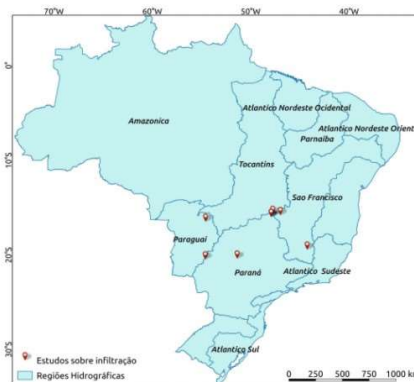 70°W 60°W 50°W 40°W
0°
10°S
20°S
30°S
Amazonica
Atlantico Nordeste Ocidental
Atlantico Nordeste Orient
Parnaiba
Tocantins
Sao Francisco
Paraguai
Paraná
Atlantico Sudeste
Atlantico Sul
Estudos sobre infiltração
Regiões Hidrográficas
0 250 500 750 1000 km